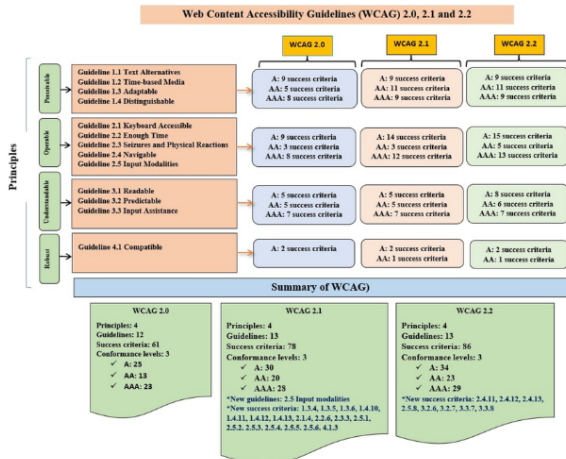 Web Content Accessibility Guidelines (WCAG) 2.0, 2.1 and 2.2
WCAG 2.0
WCAG 2.1
WCAG 2.2
Principles
Perceivable
Guideline 1.1 Text Alternatives
Guideline 1.2 Time-based Media
Guideline 1.3 Adaptable
Guideline 1.4 Distinguishable
A: 9 success criteria
AA: 5 success criteria
AAA: 8 success criteria
A: 9 success criteria
AA: 11 success criteria
AAA: 9 success criteria
A: 9 success criteria
AA: 11 success criteria
AAA: 9 success criteria
Operable
Guideline 2.1 Keyboard Accessible
Guideline 2.2 Enough Time
Guideline 2.3 Seizures and Physical Reactions
Guideline 2.4 Navigable
Guideline 2.5 Input Modalities
A: 9 success criteria
AA: 3 success criteria
AAA: 8 success criteria
A: 14 success criteria
AA: 3 success criteria
AAA: 12 success criteria
A: 15 success criteria
AA: 5 success criteria
AAA: 13 success criteria
Understandable
Guideline 3.1 Readable
Guideline 3.2 Predictable
Guideline 3.3 Input Assistance
A: 5 success criteria
AA: 5 success criteria
AAA: 7 success criteria
A: 5 success criteria
AA: 5 success criteria
AAA: 7 success criteria
A: 8 success criteria
AA: 6 success criteria
AAA: 7 success criteria
Robust
Guideline 4.1 Compatible
A: 2 success criteria
A: 2 success criteria
AA: 1 success criteria
A: 2 success criteria
AA: 1 success criteria
Summary of WCAG)
WCAG 2.0
Principles: 4
Guidelines: 12
Success criteria: 61
Conformance levels: 3
✓ A: 25
✓ AA: 13
✓ AAA: 23
WCAG 2.1
Principles: 4
Guidelines: 13
Success criteria: 78
Conformance levels: 3
✓ A: 30
✓ AA: 20
✓ AAA: 28
*New guidelines: 2.5 Input modalities
*New success criteria: 1.3.4, 1.3.5, 1.3.6, 1.4.10,
1.4.11, 1.4.12, 1.4.13, 2.1.4, 2.2.6, 2.3.3, 2.5.1,
2.5.2. 2.5.3. 2.5.4. 2.5.5. 2.5.6. 4.1.3
WCAG 2.2
Principles: 4
Guidelines: 13
Success criteria: 86
Conformance levels: 3
✓ A: 34
✓ AA: 23
✓ AAA: 29
*New success criteria: 2.4.11, 2.4.12, 2.4.13,
2.5.8, 3.2.6, 3.2.7, 3.3.7, 3.3.8